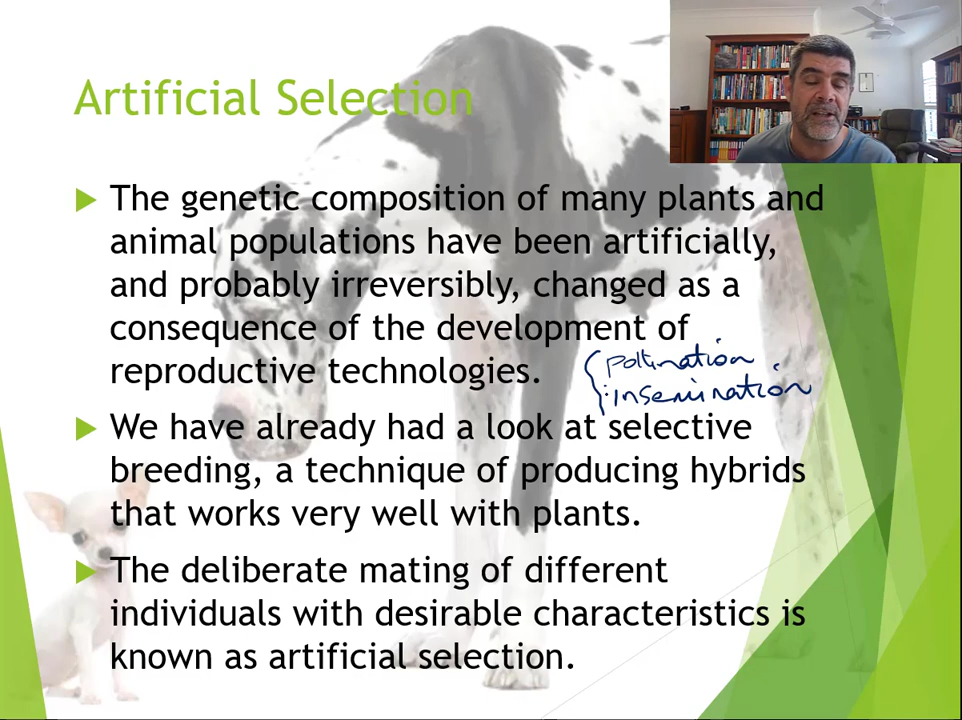 Artificial Selection
The genetic composition of many plants and
animal populations have been artificially,
and probably irreversibly, changed as a
consequence of the development of
reproductive technologies.
pollination
insemination
We have already had a look at selective
breeding, a technique of producing hybrids
that works very well with plants.
The deliberate mating of different
individuals with desirable characteristics is
known as artificial selection.